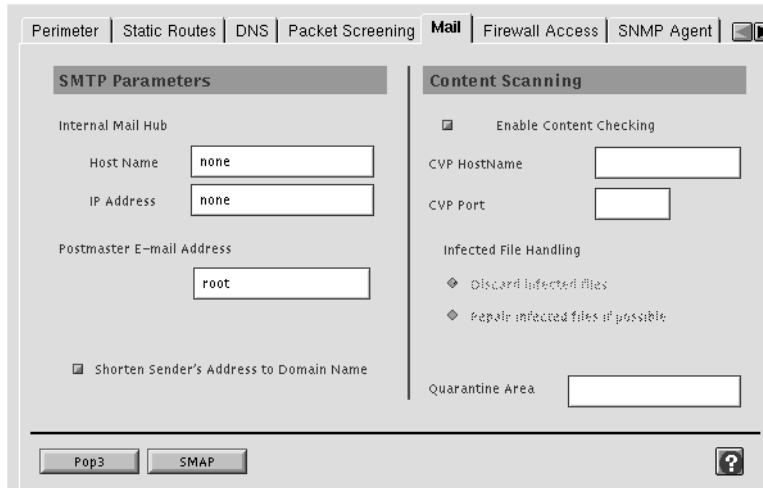 Perimeter Static Routes DNS Packet Screening Mail Firewall Access SNMP Agent
SMTP Parameters
Internal Mail Hub
Host Name none
IP Address none
Postmaster E-mail Address
root
Shorten Sender's Address to Domain Name
Content Scanning
Enable Content Checking
CVP HostName
CVP Port
Infected File Handling
Discard infected files
Repair infected files if possible
Quarantine Area
Pop3 SMAP
?